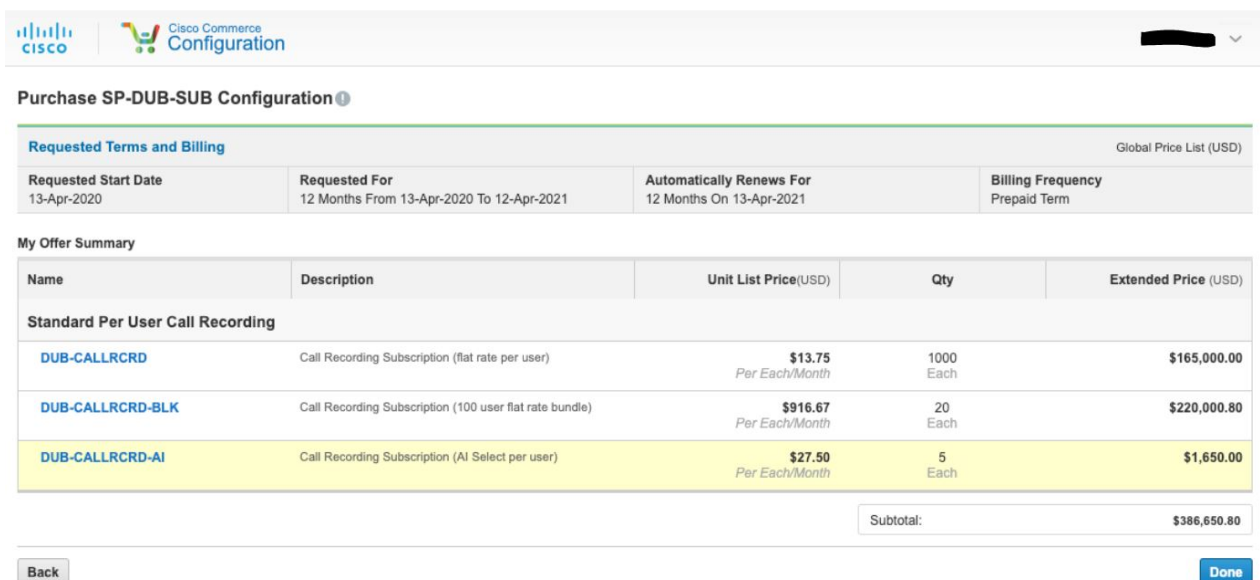 CISCO
Cisco Commerce
Configuration
Purchase SP-DUB-SUB Configuration
Requested Terms and Billing Global Price List (USD)
Requested Start Date Requested For Automatically Renews For Billing Frequency
13-Apr-2020 12 Months From 13-Apr-2020 To 12-Apr-2021 12 Months On 13-Apr-2021 Prepaid Term
My Offer Summary
Name Description Unit List Price(USD) Qty Extended Price (USD)
Standard Per User Call Recording
DUB-CALLRCRD Call Recording Subscription (flat rate per user) $13.75 1000 $165,000.00
Per Each/Month Each
DUB-CALLRCRD-BLK Call Recording Subscription (100 user flat rate bundle) $916.67 20 $220,000.80
Per Each/Month Each
DUB-CALLRCRD-AI Call Recording Subscription (AI Select per user) $27.50 5 $1,650.00
Per Each/Month Each
Subtotal: $386,650.80
Back Done